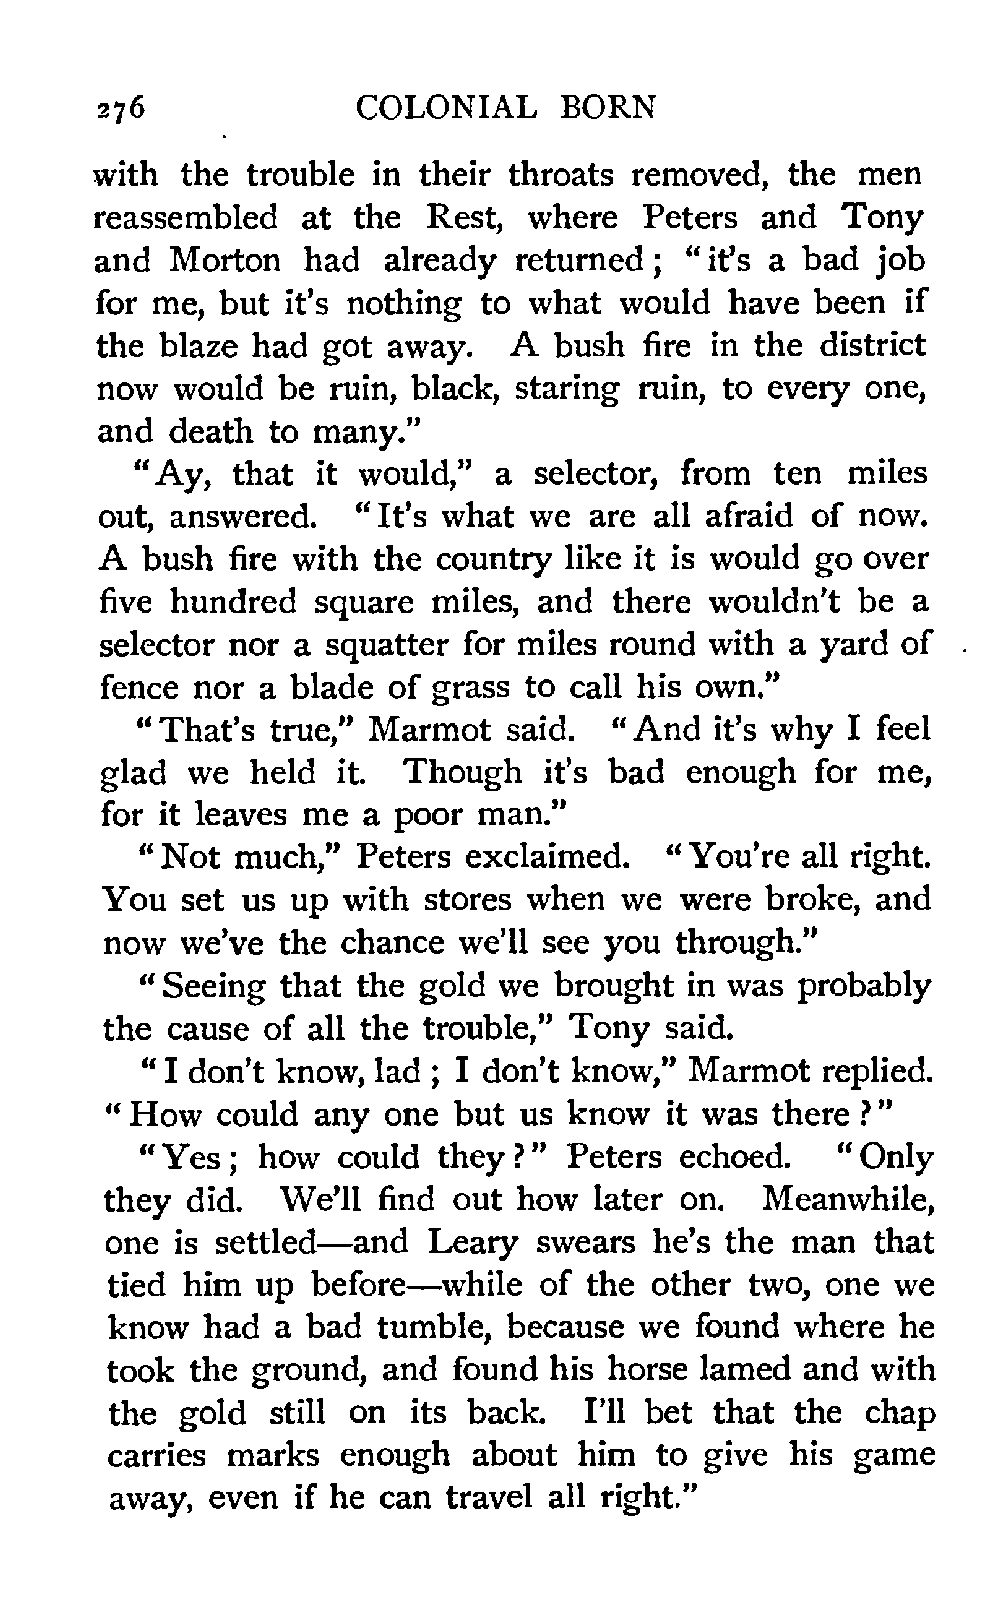 276 COLONIAL BORN
with the trouble in their throats removed, the men
reassembled at the Rest, where Peters and Tony
and Morton had already returned; "it's a bad job
for me, but it's nothing to what would have been if
the blaze had got away. A bush fire in the district
now would be ruin, black, staring ruin, to every one,
and death to many."
"Ay, that it would," a selector, from ten miles
out, answered. "It's what we are all afraid of now.
A bush fire with the country like it is would go over
five hundred square miles, and there wouldn't be a
selector nor a squatter for miles round with a yard of
fence nor a blade of grass to call his own."
"That's true," Marmot said. "And it's why I feel
glad we held it. Though it's bad enough for me,
for it leaves me a poor man."
"Not much," Peters exclaimed. "You're all right.
You set us up with stores when we were broke, and
now we've the chance we'll see you through."
"Seeing that the gold we brought in was probably
the cause of all the trouble," Tony said.
"I don't know, lad; I don't know," Marmot replied.
"How could any one but us know it was there?"
"Yes; how could they?" Peters echoed. "Only
they did. We'll find out how later on. Meanwhile,
one is settled—and Leary swears he's the man that
tied him up before—while of the other two, one we
know had a bad tumble, because we found where he
took the ground, and found his horse lamed and with
the gold still on its back. I'll bet that the chap
carries marks enough about him to give his game
away, even if he can travel all right."